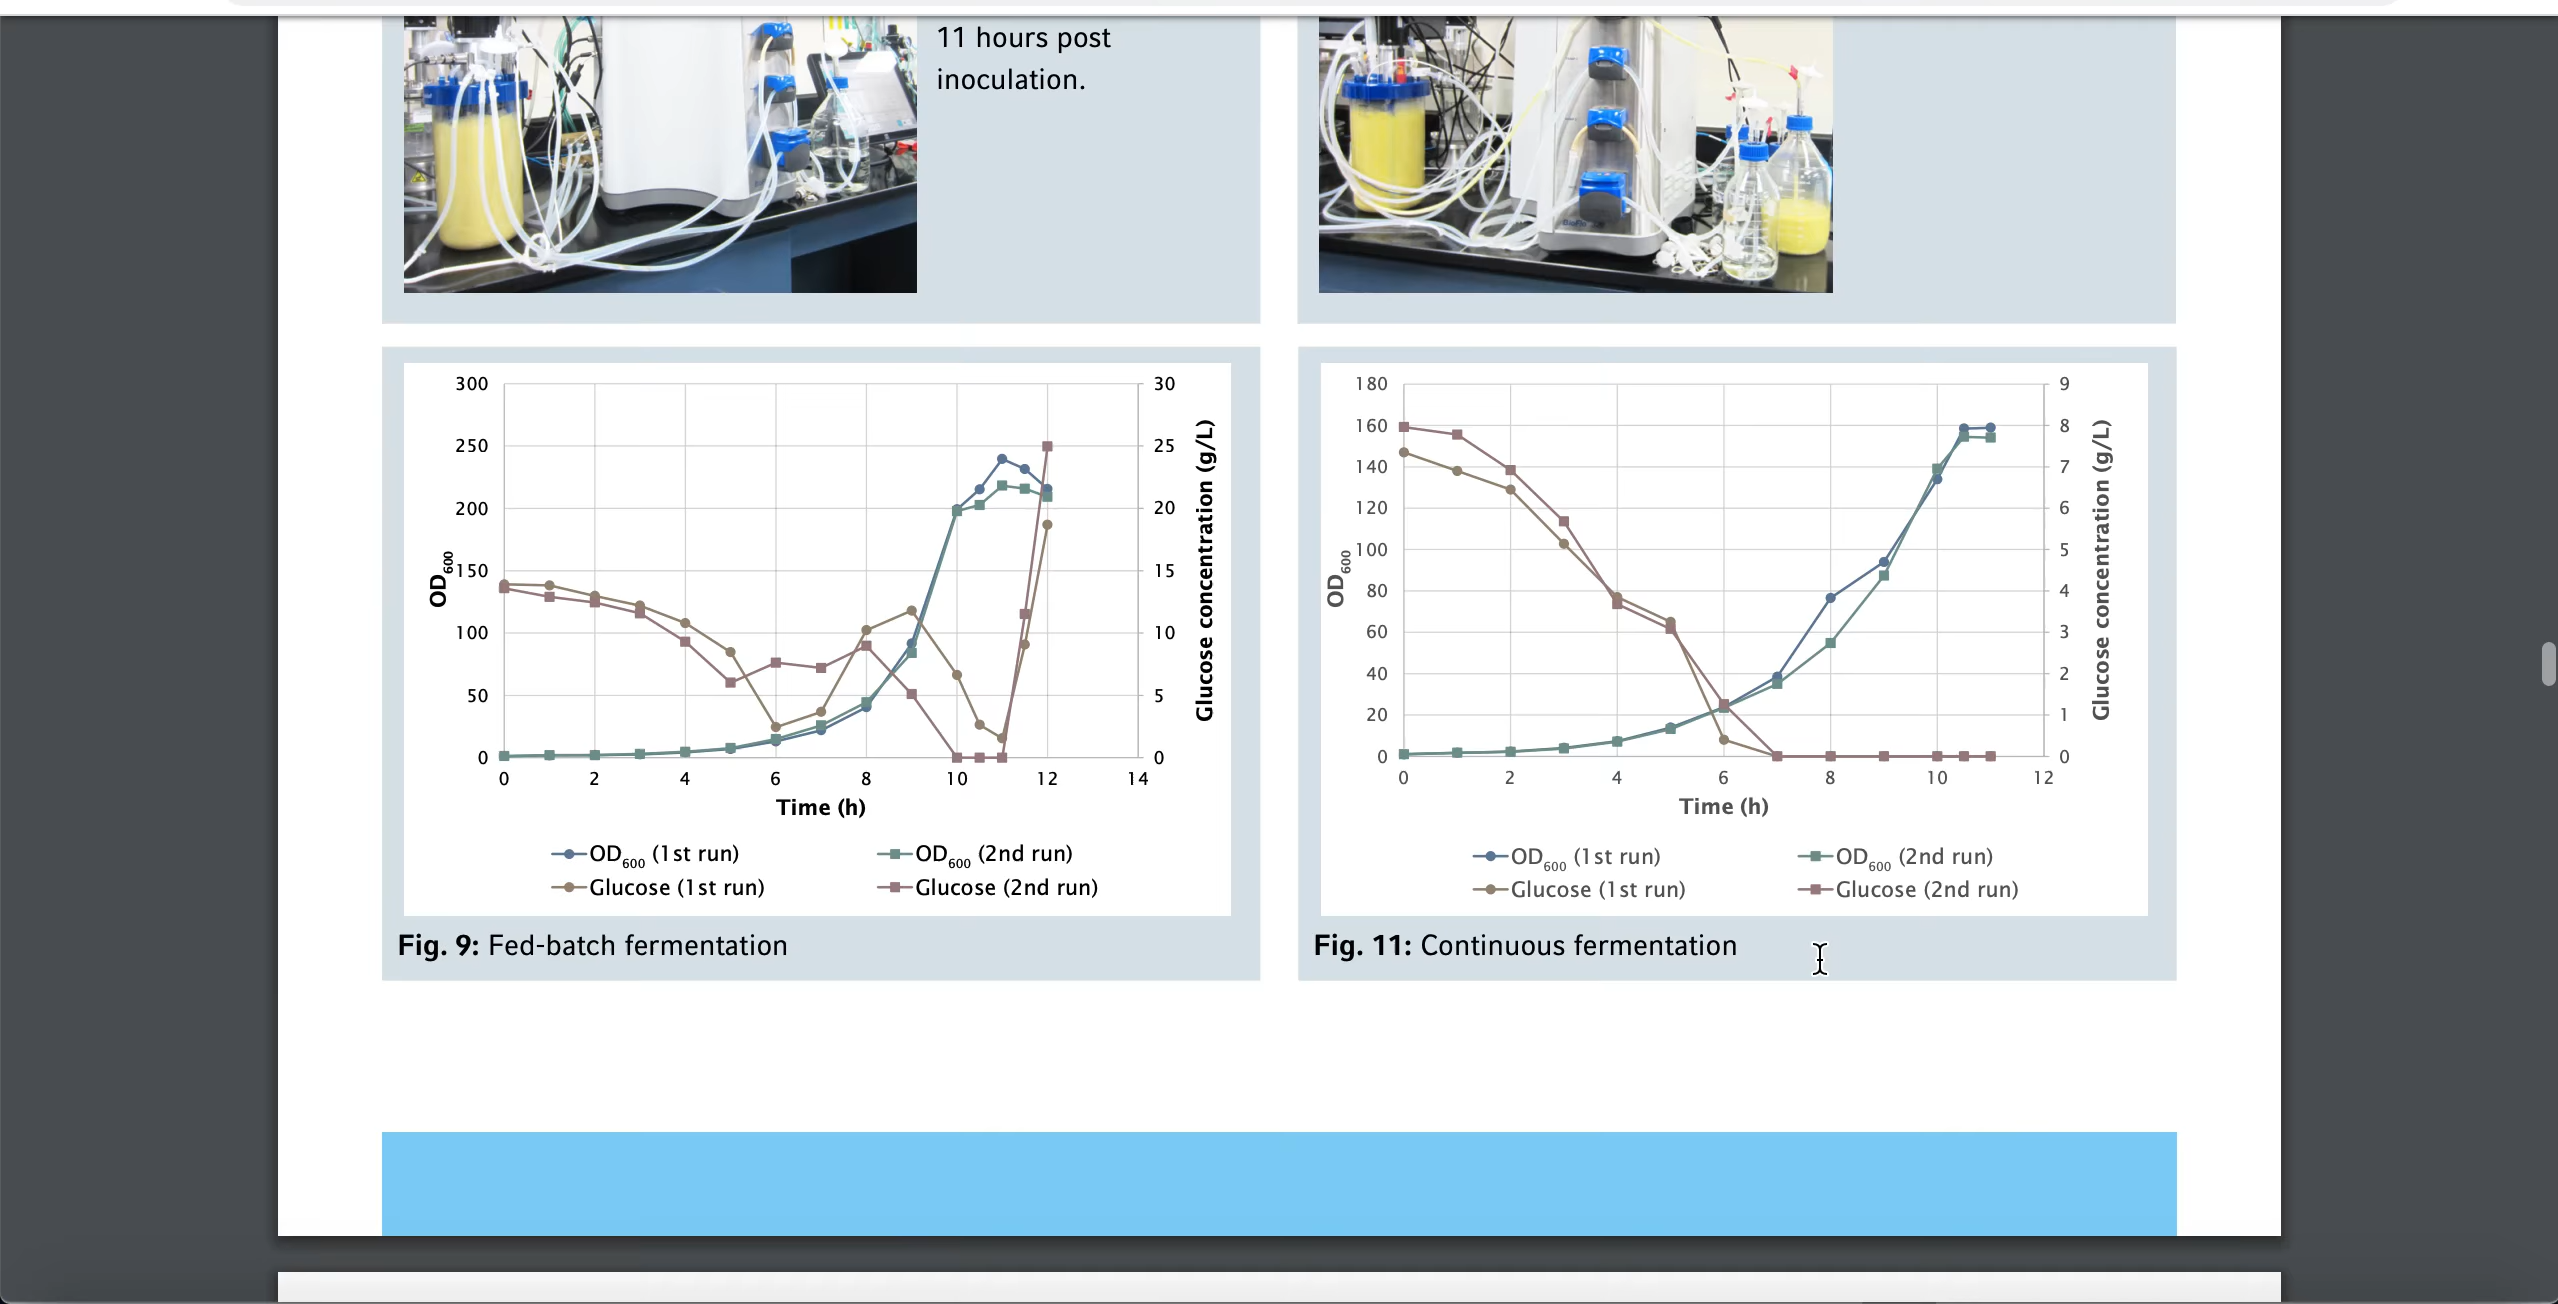 11 hours post
inoculation.
300
250
200
150
100
50
0
OD600
30
25
20
15
10
5
0
Glucose concentration (g/L)
0 2 4 6 8 10 12 14
Time (h)
OD600 (1st run) OD600 (2nd run)
Glucose (1st run) Glucose (2nd run)
Fig. 9: Fed-batch fermentation
180
160
140
120
100
80
60
40
20
0
OD600
9
8
7
6
5
4
3
2
1
0
Glucose concentration (g/L)
0 2 4 6 8 10 12
Time (h)
OD600 (1st run) OD600 (2nd run)
Glucose (1st run) Glucose (2nd run)
Fig. 11: Continuous fermentation